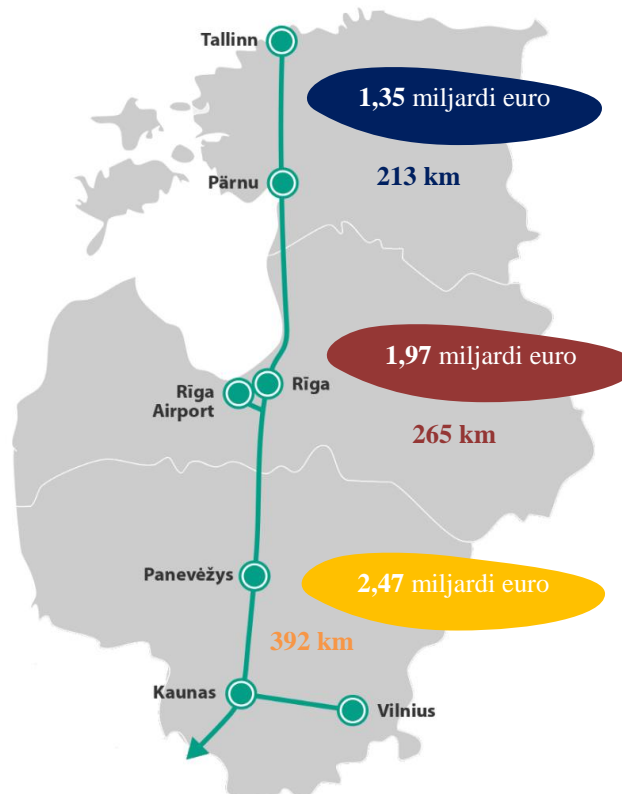 Tallinn
1,35 miljardi euro
Pärnu
213 km
1,97 miljardi euro
Rīga
Airport
Rīga
265 km
Panevėžys
2,47 miljardi euro
392 km
Kaunas
Vilnius